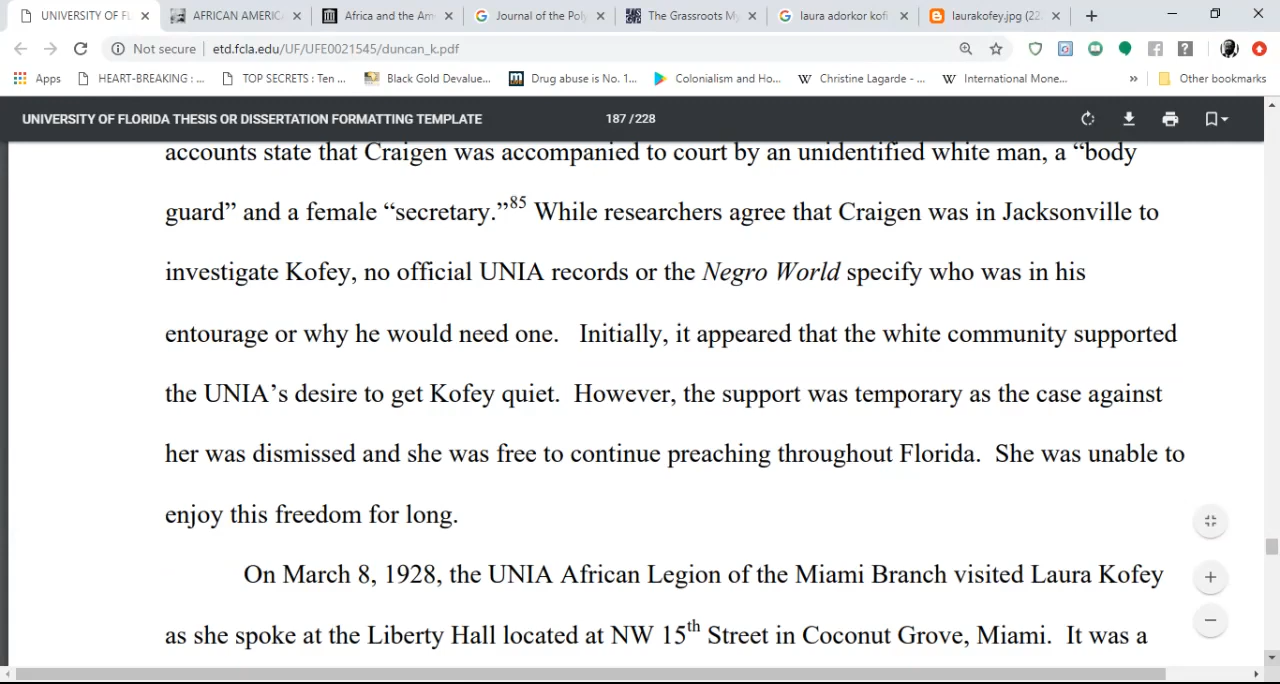 UNIVERSITY OF FL
AFRICAN AMERIC
Africa and the Am
Journal of the Pol
The Grassroots M
laura adorkor kofi
laurakofey.jpg (22
Not secure | etd.fcla.edu/UF/UFE0021545/duncan_k.pdf
Apps
HEART-BREAKING : ...
TOP SECRETS : Ten ...
Black Gold Devalue...
Drug abuse is No. 1...
Colonialism and Ho...
Christine Lagarde - ...
International Mone...
»
Other bookmarks
UNIVERSITY OF FLORIDA THESIS OR DISSERTATION FORMATTING TEMPLATE
187 / 228
accounts state that Craigen was accompanied to court by an unidentified white man, a “body
guard” and a female “secretary.”85 While researchers agree that Craigen was in Jacksonville to
investigate Kofey, no official UNIA records or the Negro World specify who was in his
entourage or why he would need one. Initially, it appeared that the white community supported
the UNIA’s desire to get Kofey quiet. However, the support was temporary as the case against
her was dismissed and she was free to continue preaching throughout Florida. She was unable to
enjoy this freedom for long.
On March 8, 1928, the UNIA African Legion of the Miami Branch visited Laura Kofey
as she spoke at the Liberty Hall located at NW 15th Street in Coconut Grove, Miami. It was a